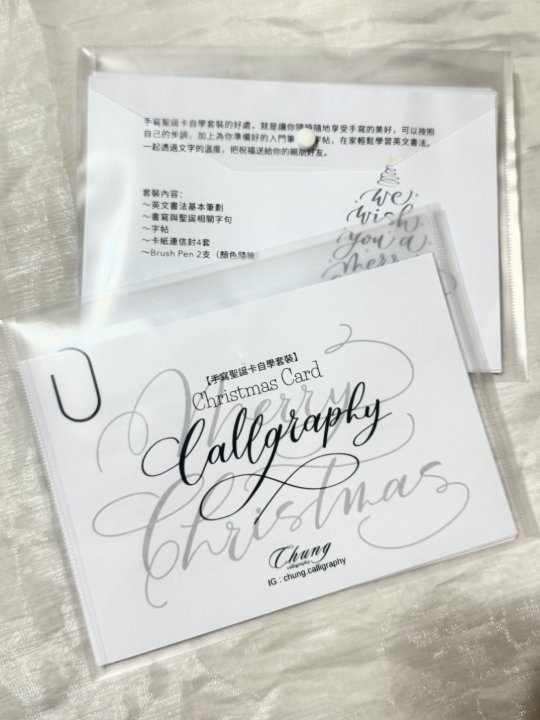 手寫聖誕卡自學套裝的好處，就是讓你隨時隨地享受手寫的美好，可以按照
自己的步調，加上為你準備好的入門筆 字帖，在家輕鬆學習英文書法。
一起透過文字的溫度，把祝福送給你的親朋好友。
套裝內容：
～英文書法基本筆劃
～書寫與聖誕相關字句
～字帖
～卡紙連信封4套
～Brush Pen 2支（顏色隨機）
we
wish
you a
merry
【手寫聖誕卡自學套裝】
Christmas Card
Callgraphy
Merry
Christmas
Chung
calligraphy
IG : chung.calligraphy